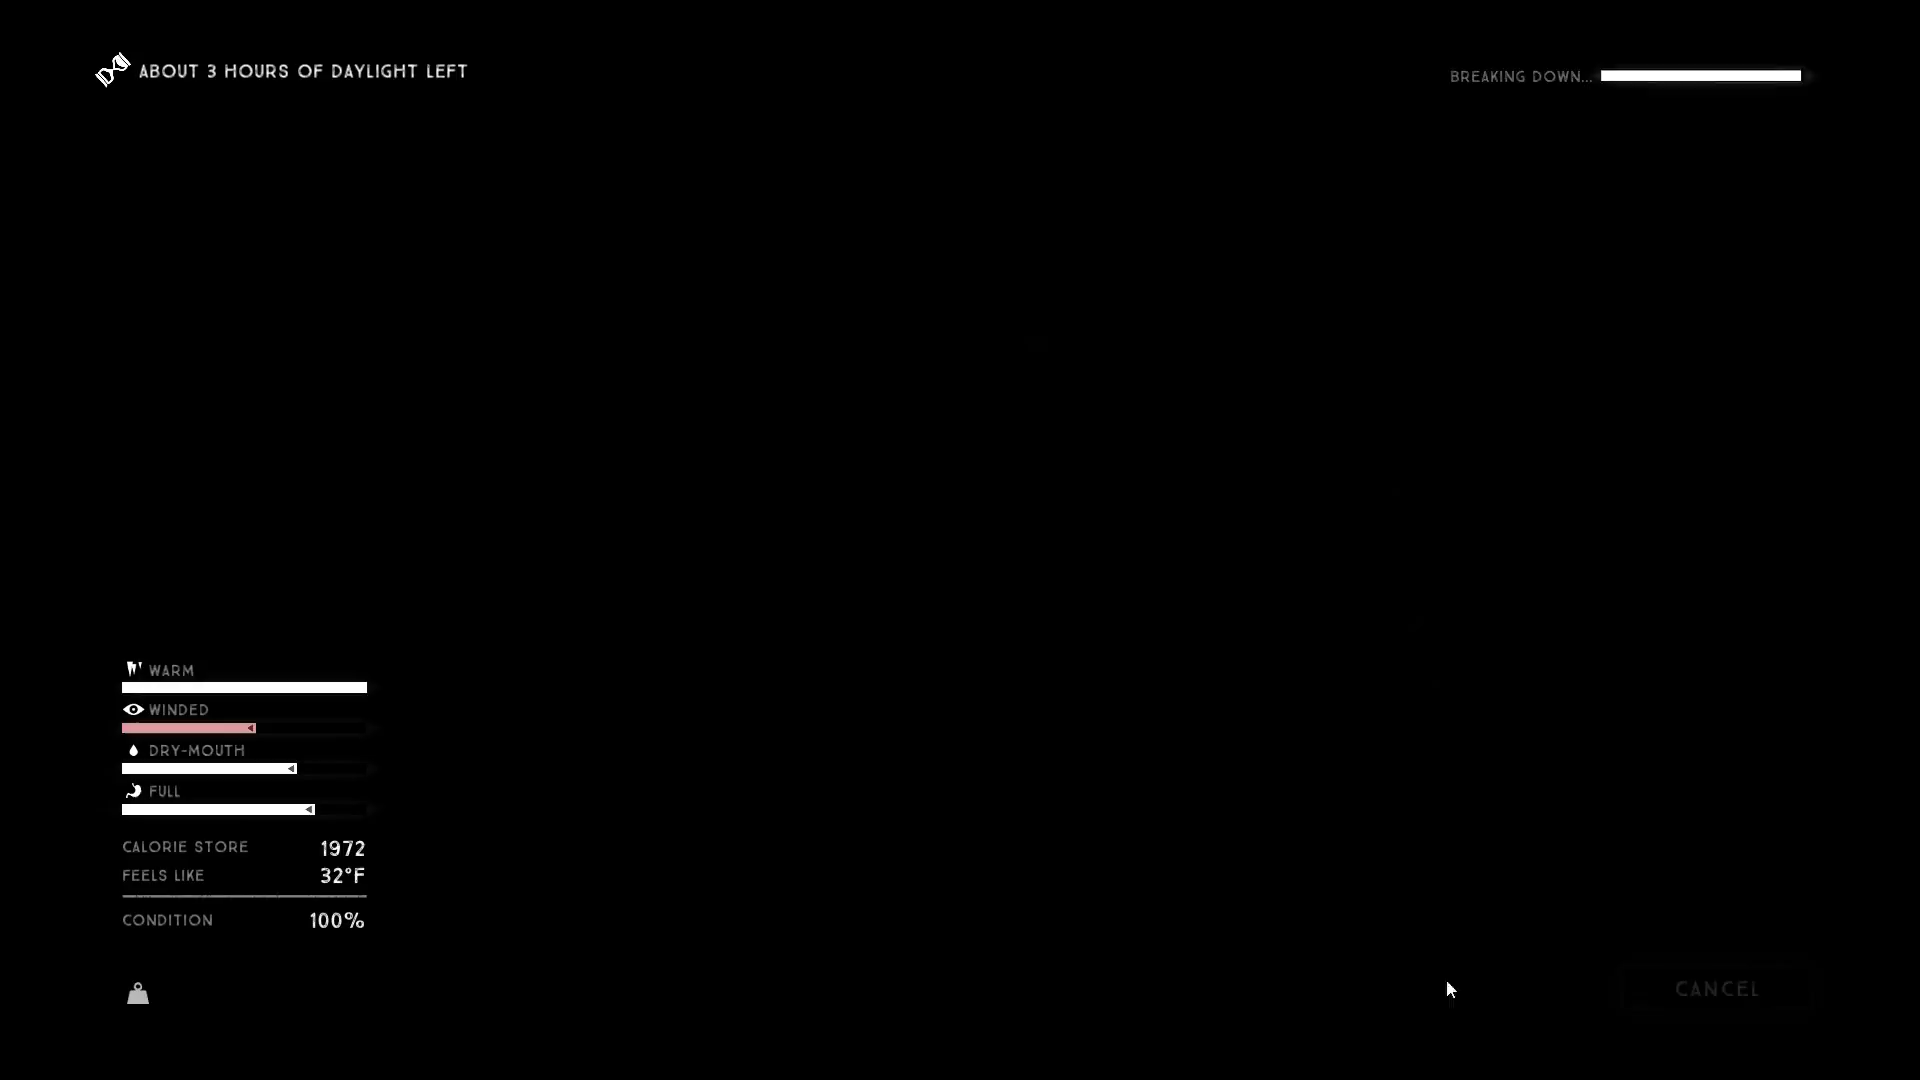 ABOUT 3 HOURS OF DAYLIGHT LEFT
BREAKING DOWN...
WARM
WINDED
DRY-MOUTH
FULL
CALORIE STORE 1972
FEELS LIKE 32°F
CONDITION 100%
CANCEL